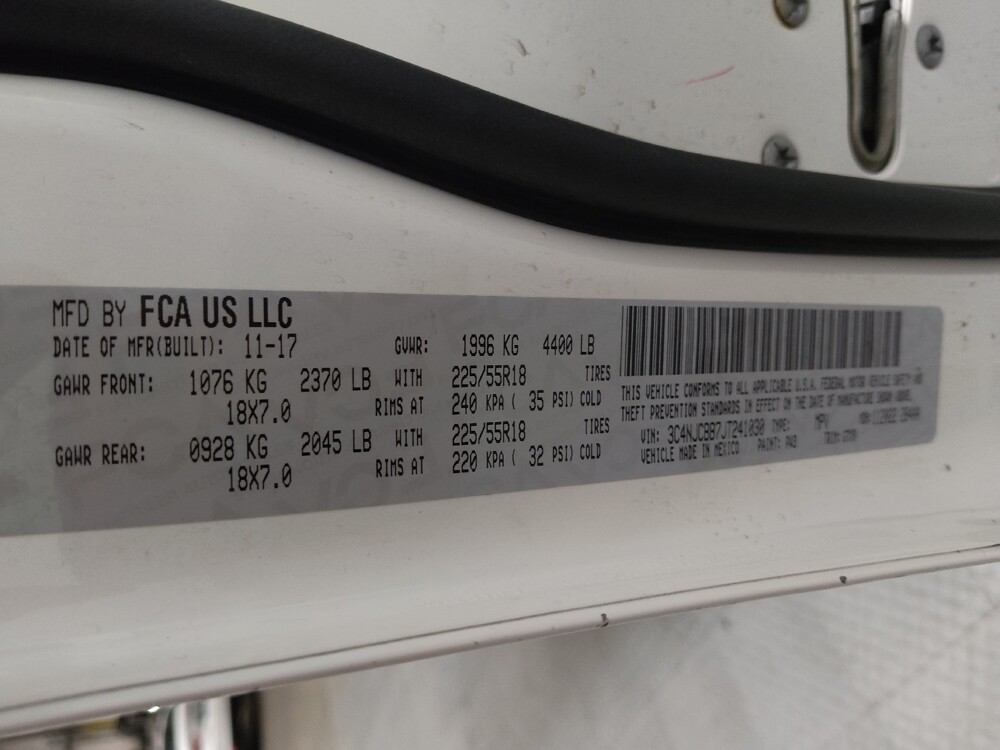 MFD BY FCA US LLC
DATE OF MFR(BUILT): 11-17 GVWR: 1996 KG 4400 LB
GAWR FRONT: 1076 KG 2370 LB WITH 225/55R18 TIRES
18X7.0 RIMS AT 240 KPA ( 35 PSI) COLD
GAWR REAR: 0928 KG 2045 LB WITH 225/55R18 TIRES
18X7.0 RIMS AT 220 KPA ( 32 PSI) COLD
THIS VEHICLE CONFORMS TO ALL APPLICABLE U.S.A. FEDERAL MOTOR VEHICLE SAFETY AND
THEFT PREVENTION STANDARDS IN EFFECT ON THE DATE OF MANUFACTURE SHOWN ABOVE.
VIN: 3C4NJCBB7JT241030 TYPE: MPV
VEHICLE MADE IN MEXICO PAINT: TRIM: